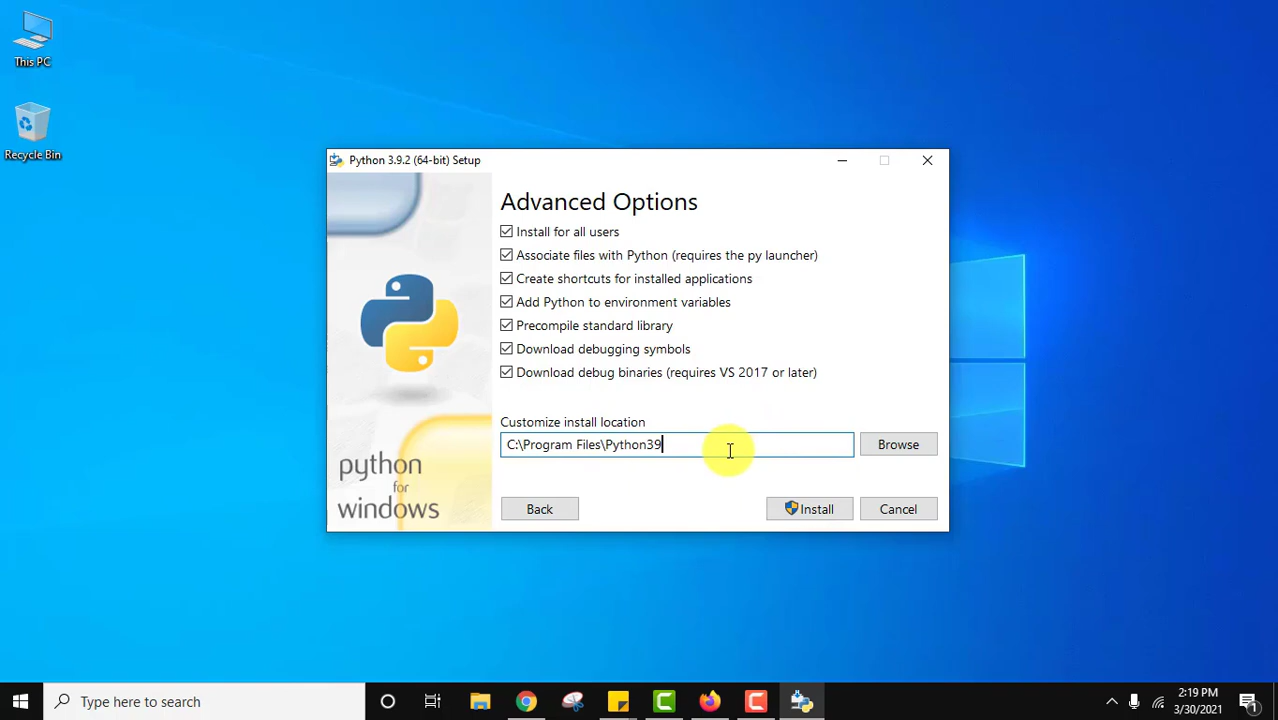 This PC
Recycle Bin
Python 3.9.2 (64-bit) Setup
Advanced Options
Install for all users
Associate files with Python (requires the py launcher)
Create shortcuts for installed applications
Add Python to environment variables
Precompile standard library
Download debugging symbols
Download debug binaries (requires VS 2017 or later)
Customize install location
C:\Program Files\Python39
Browse
python
for
windows
Back
Install
Cancel
Type here to search
2:19 PM
3/30/2021
1